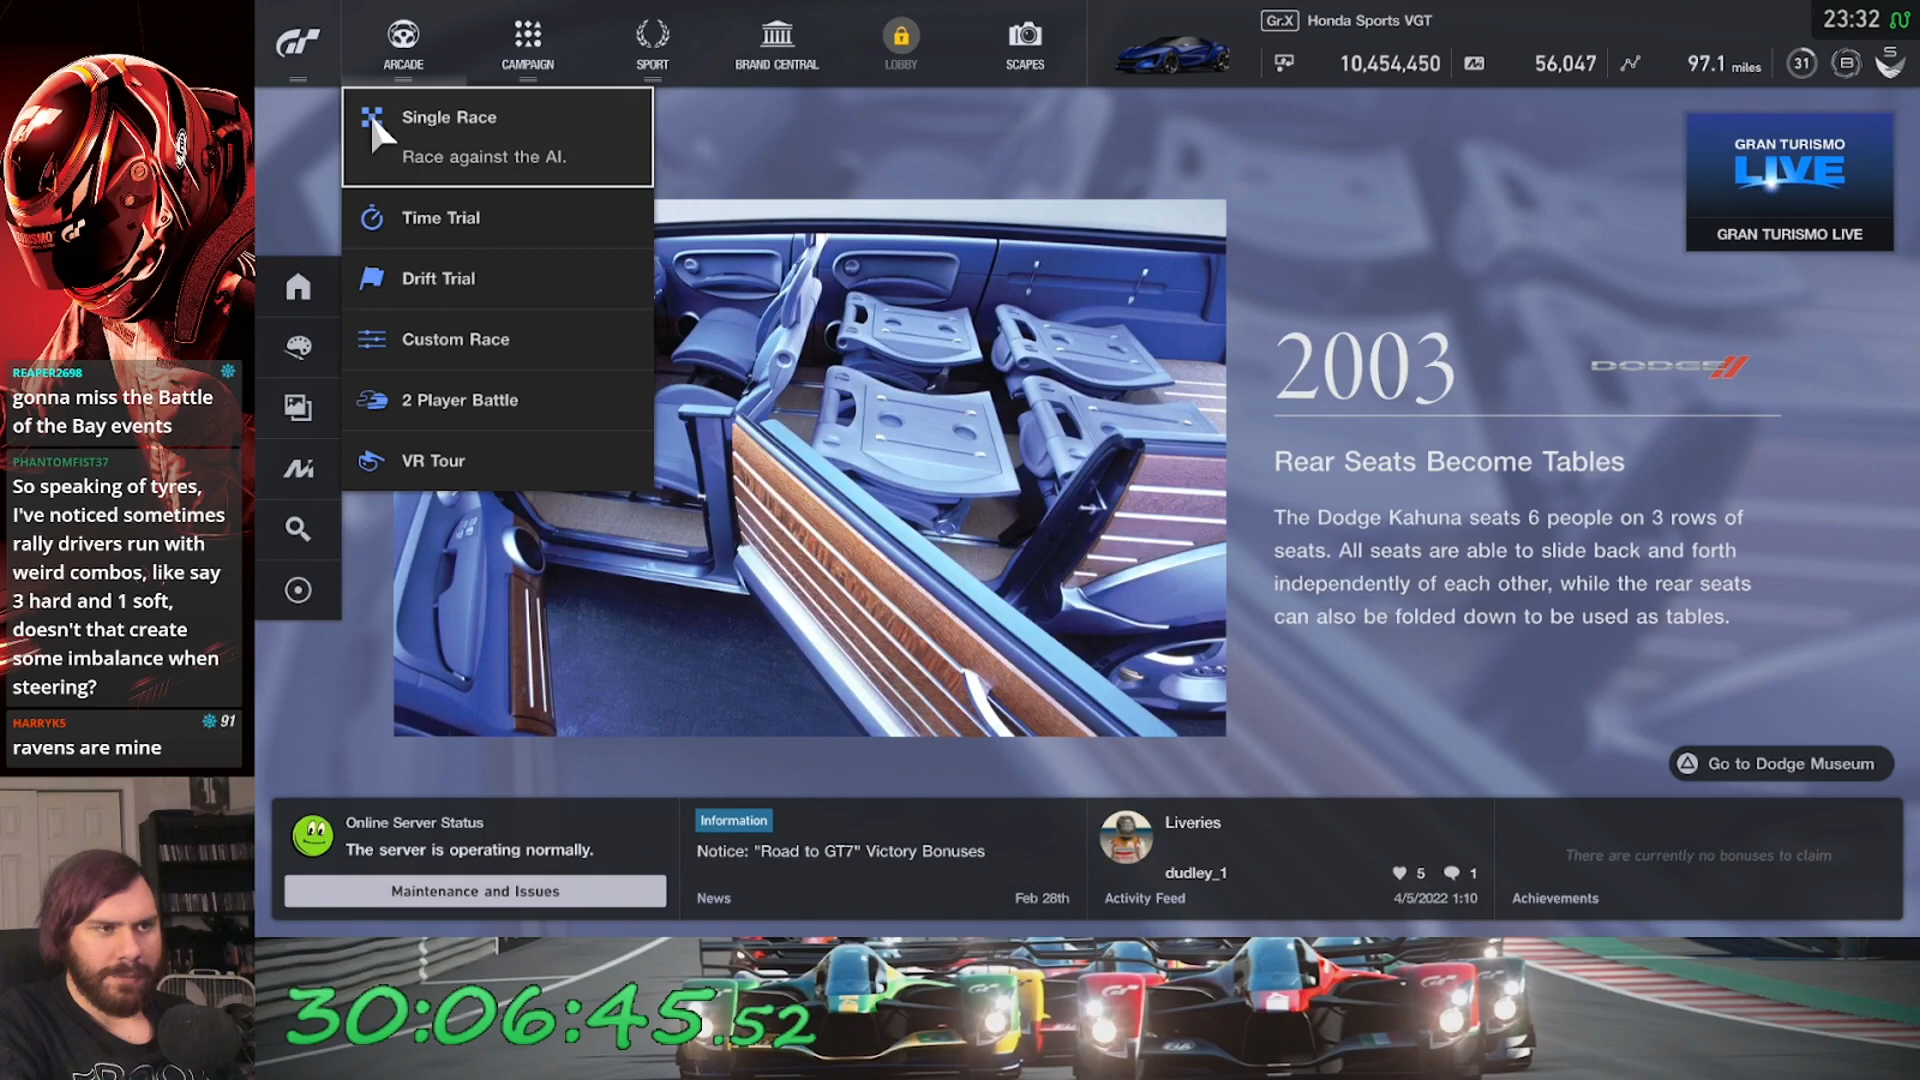 ARCADE
CAMPAIGN
SPORT
BRAND CENTRAL
LOBBY
SCAPES
Gr.X Honda Sports VGT
10,454,450
56,047
97.1 miles
31
B
S
23:32
Single Race
Race against the AI.
Time Trial
Drift Trial
Custom Race
2 Player Battle
VR Tour
GRAN TURISMO
LIVE
GRAN TURISMO LIVE
2003
DODGE
Rear Seats Become Tables
The Dodge Kahuna seats 6 people on 3 rows of
seats. All seats are able to slide back and forth
independently of each other, while the rear seats
can also be folded down to be used as tables.
Go to Dodge Museum
REAPER2698
gonna miss the Battle
of the Bay events
PHANTOMFIST37
So speaking of tyres,
I've noticed sometimes
rally drivers run with
weird combos, like say
3 hard and 1 soft,
doesn't that create
some imbalance when
steering?
HARRYK5
91
ravens are mine
Online Server Status
The server is operating normally.
Maintenance and Issues
Information
Notice: "Road to GT7" Victory Bonuses
News
Feb 28th
Liveries
dudley_1
5
1
Activity Feed
4/5/2022 1:10
There are currently no bonuses to claim
Achievements
30:06:45.52